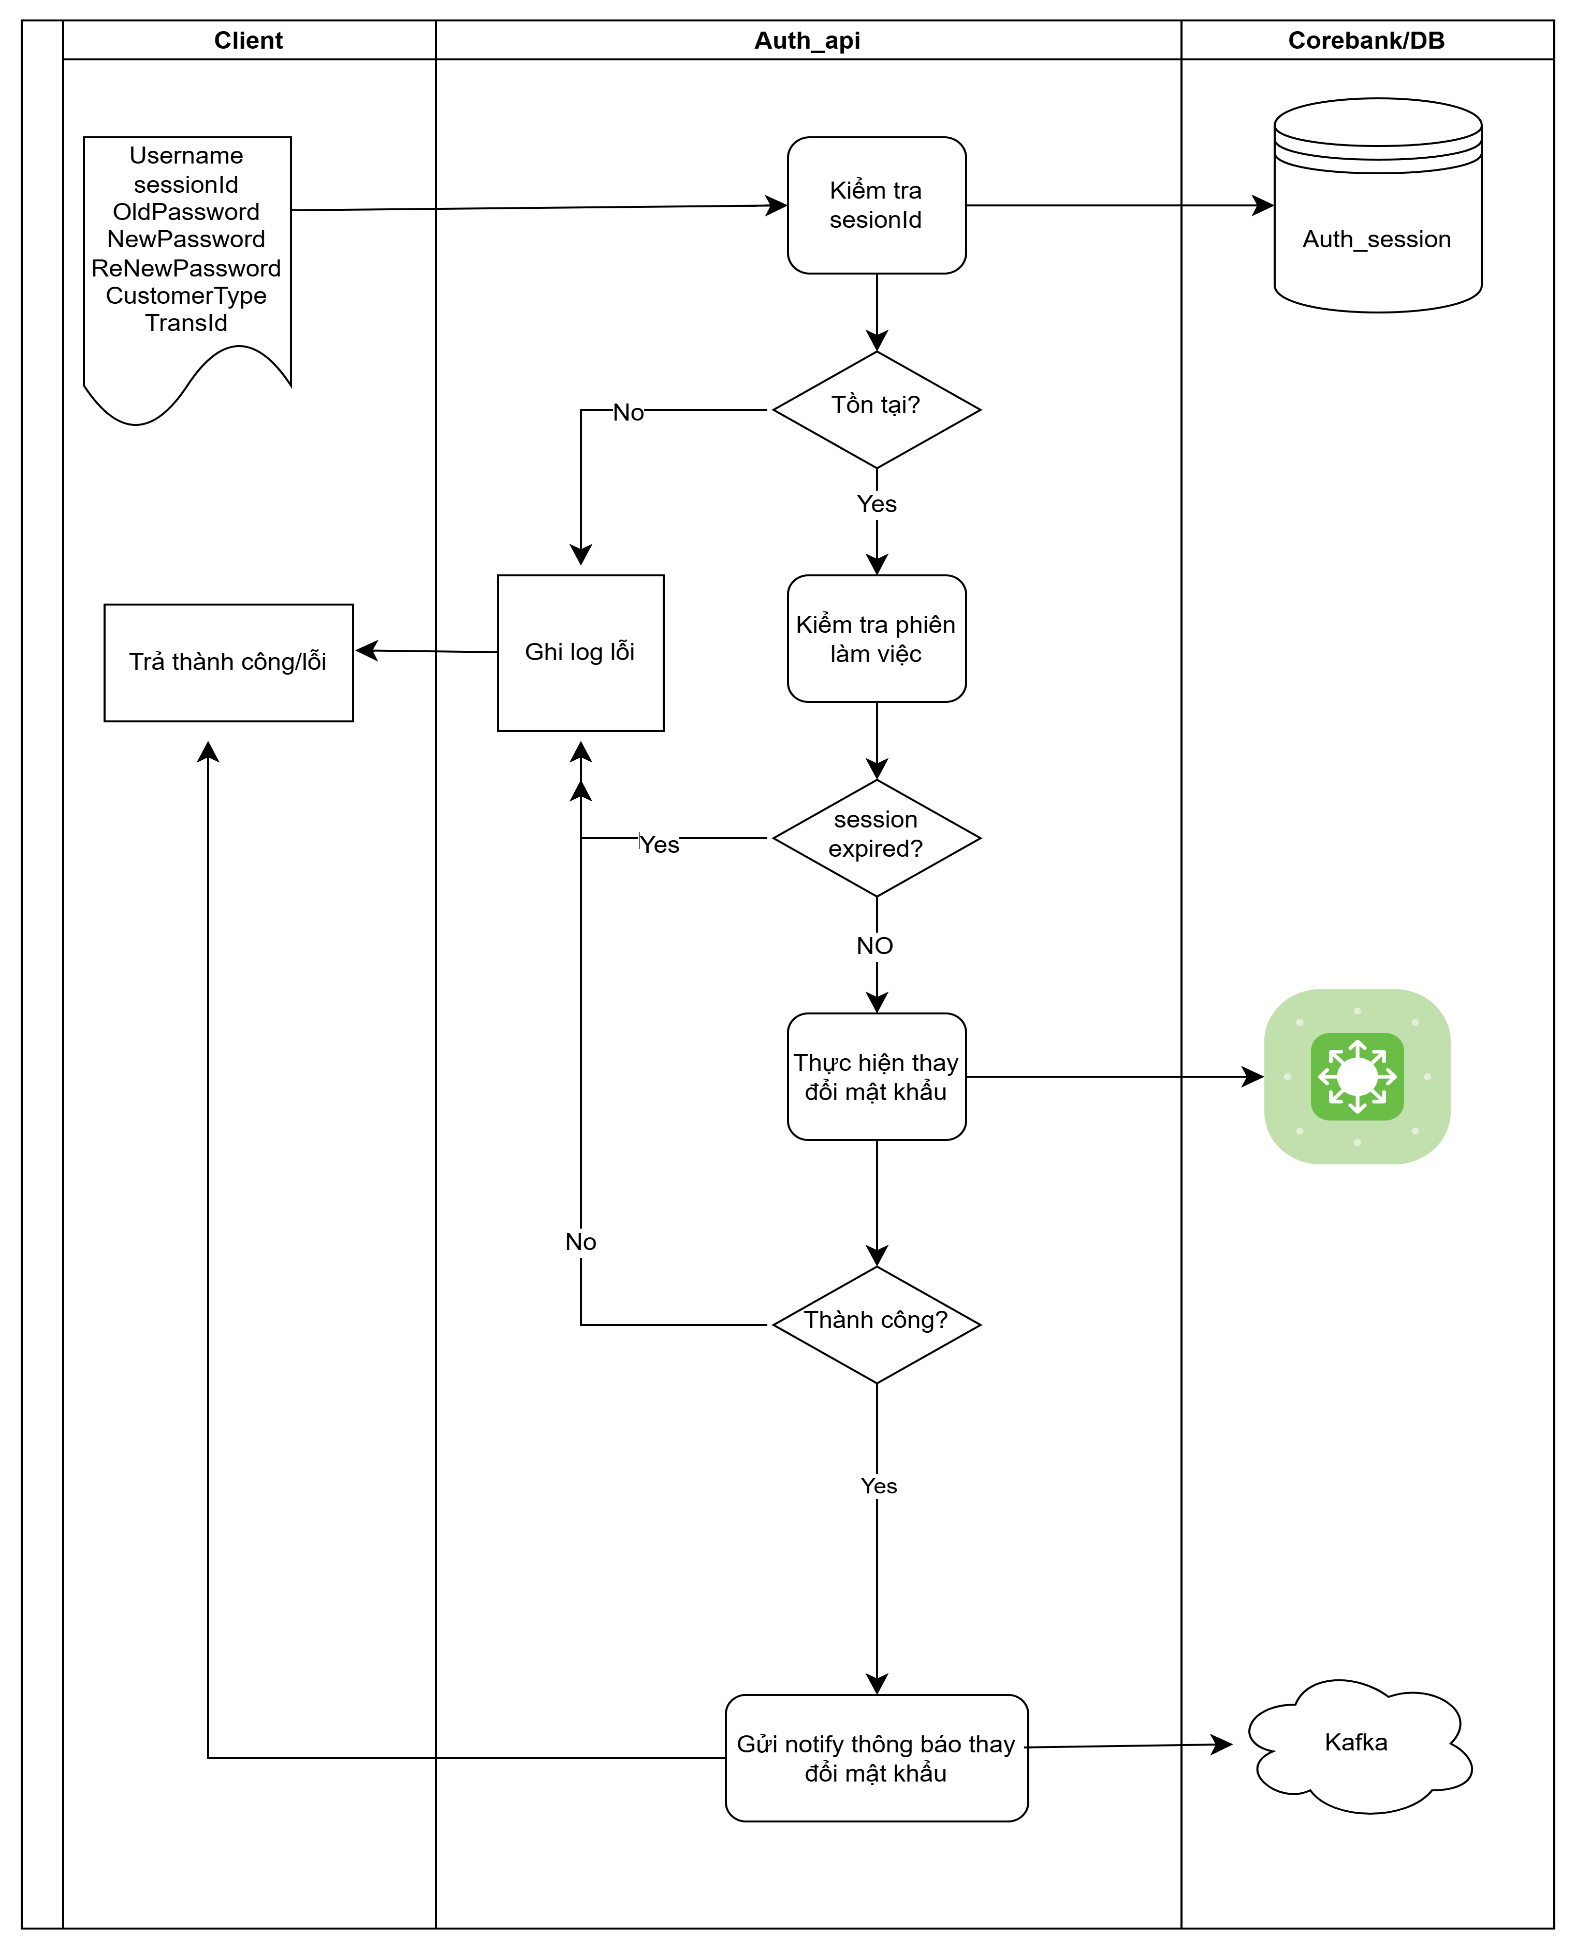 Client
Auth_api
Corebank/DB
Username
sessionId
OldPassword
NewPassword
ReNewPassword
CustomerType
TransId
Kiểm tra
sesionId
Auth_session
Tồn tại?
No
Yes
Kiểm tra phiên
làm việc
Ghi log lỗi
Trả thành công/lỗi
session
expired?
Yes
NO
Thực hiện thay
đổi mật khẩu
No
Thành công?
Yes
Gửi notify thông báo thay
đổi mật khẩu
Kafka